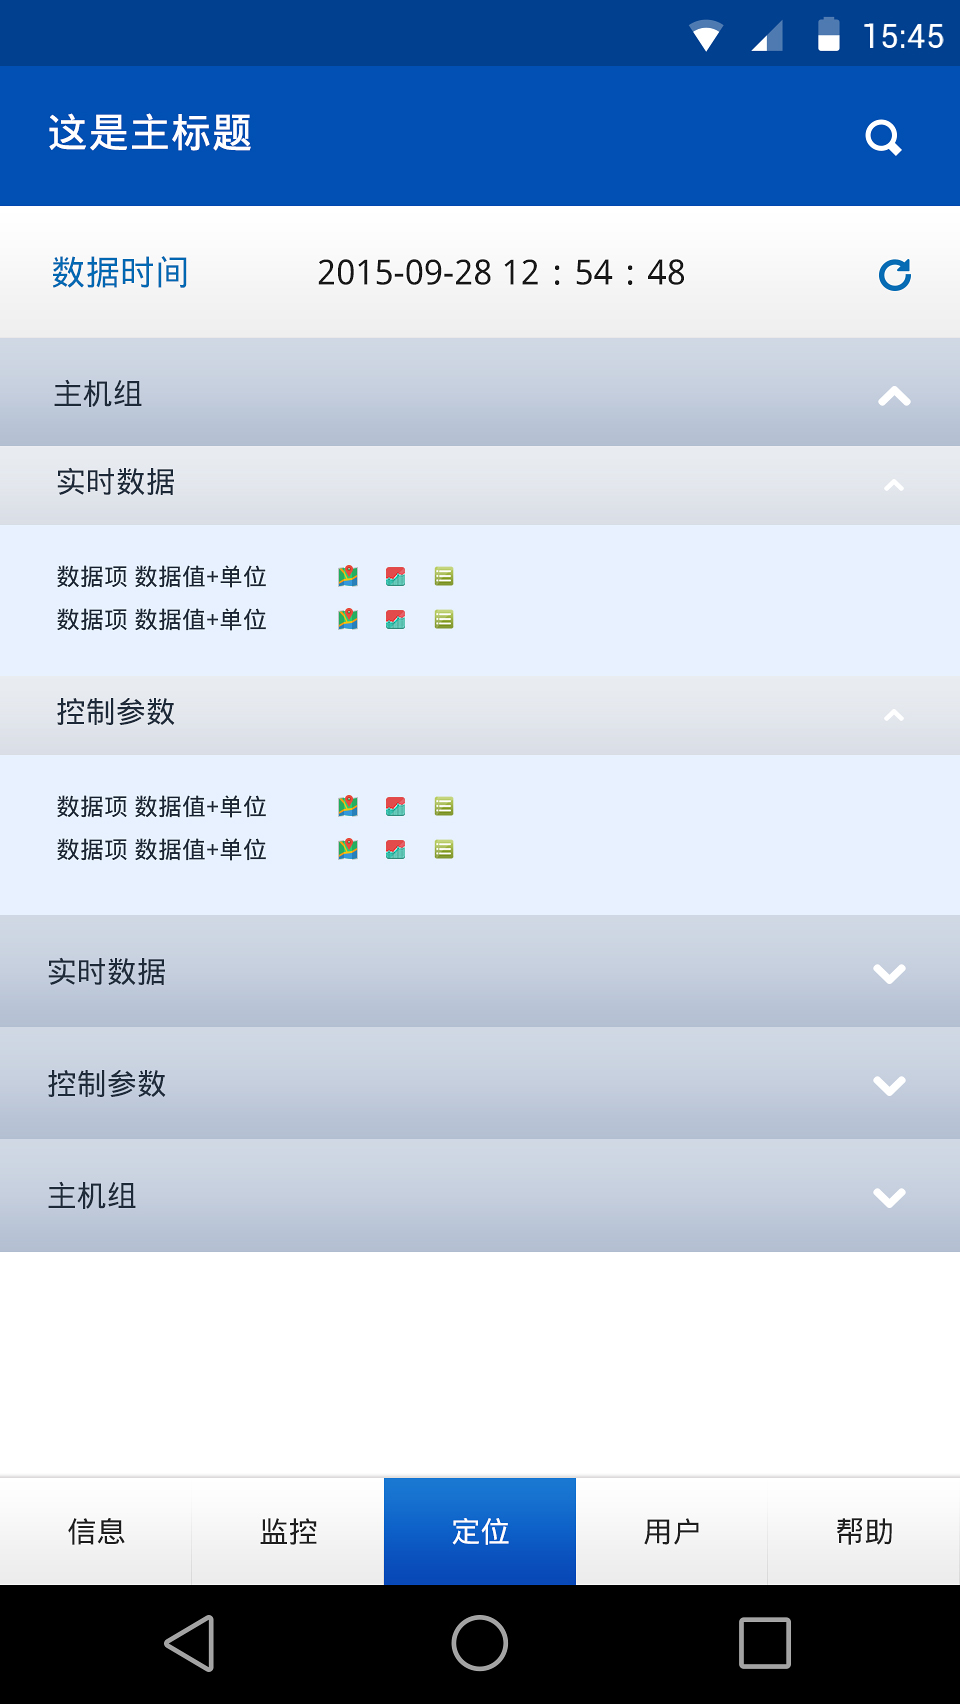 15:45
这是主标题
数据时间 2015-09-28 12：54：48
主机组
实时数据
数据项 数据值+单位
数据项 数据值+单位
控制参数
数据项 数据值+单位
数据项 数据值+单位
实时数据
控制参数
主机组
信息 监控 定位 用户 帮助